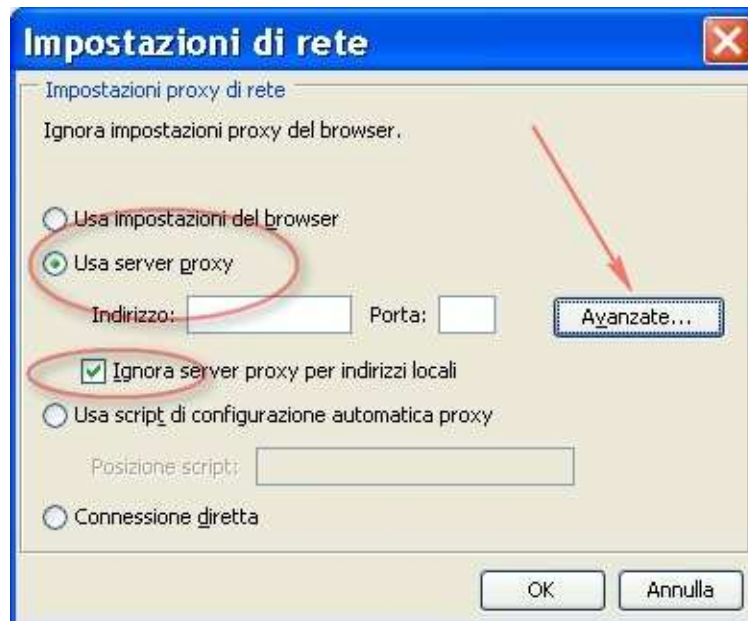 Impostazioni di rete
Impostazioni proxy di rete
Ignora impostazioni proxy del browser.
Usa impostazioni del browser
Usa server proxy
Indirizzo: Porta: Avanzate...
Ignora server proxy per indirizzi locali
Usa script di configurazione automatica proxy
Posizione script:
Connessione diretta
OK Annulla